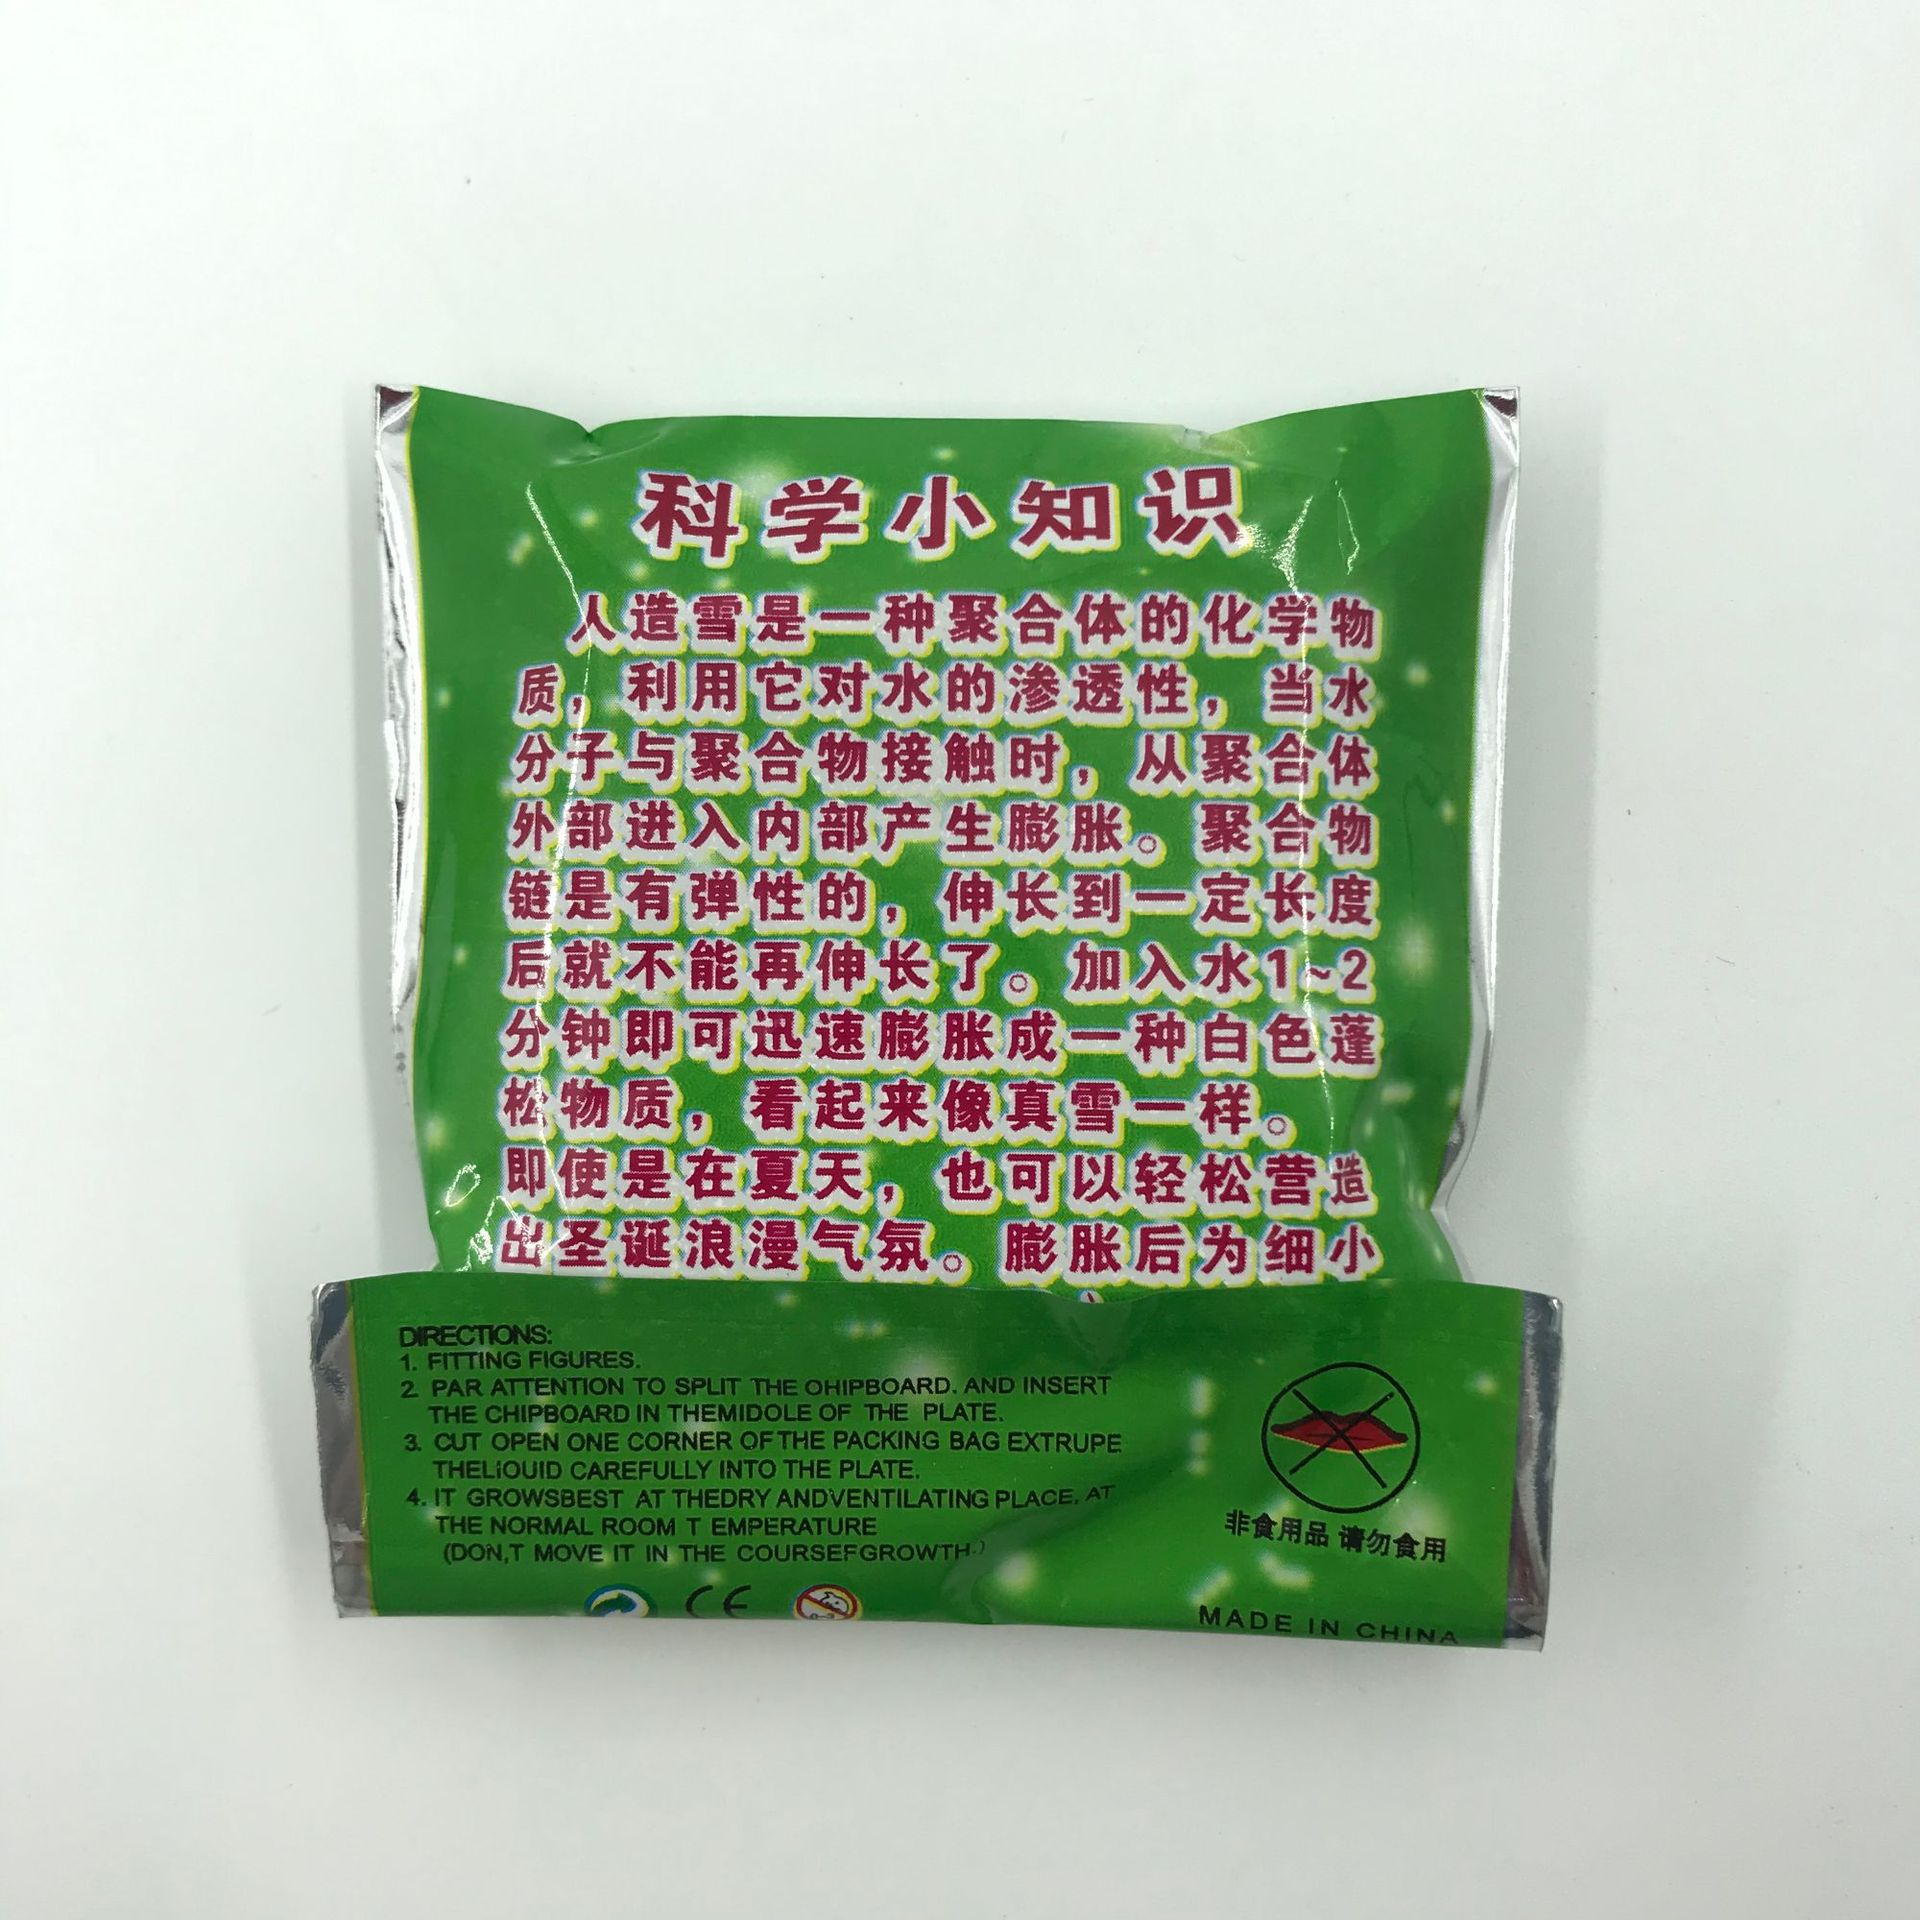 科学小知识
人造雪是一种聚合体的化学物
质，利用它对水的渗透性，当水
分子与聚合物接触时，从聚合体
外部进入内部产生膨胀。聚合物
链是有弹性的，伸长到一定长度
后就不能再伸长了。加入水1~2
分钟即可迅速膨胀成一种白色蓬
松物质，看起来像真雪一样。
即使是在夏天，也可以轻松营造
出圣诞浪漫气氛。膨胀后为细小
DIRECTIONS:
1. FITTING FIGURES.
2. PAR ATTENTION TO SPLIT THE OHIPBOARD. AND INSERT
THE CHIPBOARD IN THEMIDOLE OF THE PLATE.
3. CUT OPEN ONE CORNER OF THE PACKING BAG EXTRUPE
THELIOUID CAREFULLY INTO THE PLATE.
4. IT GROWSBEST AT THEDRY ANDVENTILATING PLACE, AT
THE NORMAL ROOM T EMPERATURE
(DON,T MOVE IT IN THE COURSEFGROWTH.)
非食用品 请勿食用
CE
0-3
MADE IN CHINA